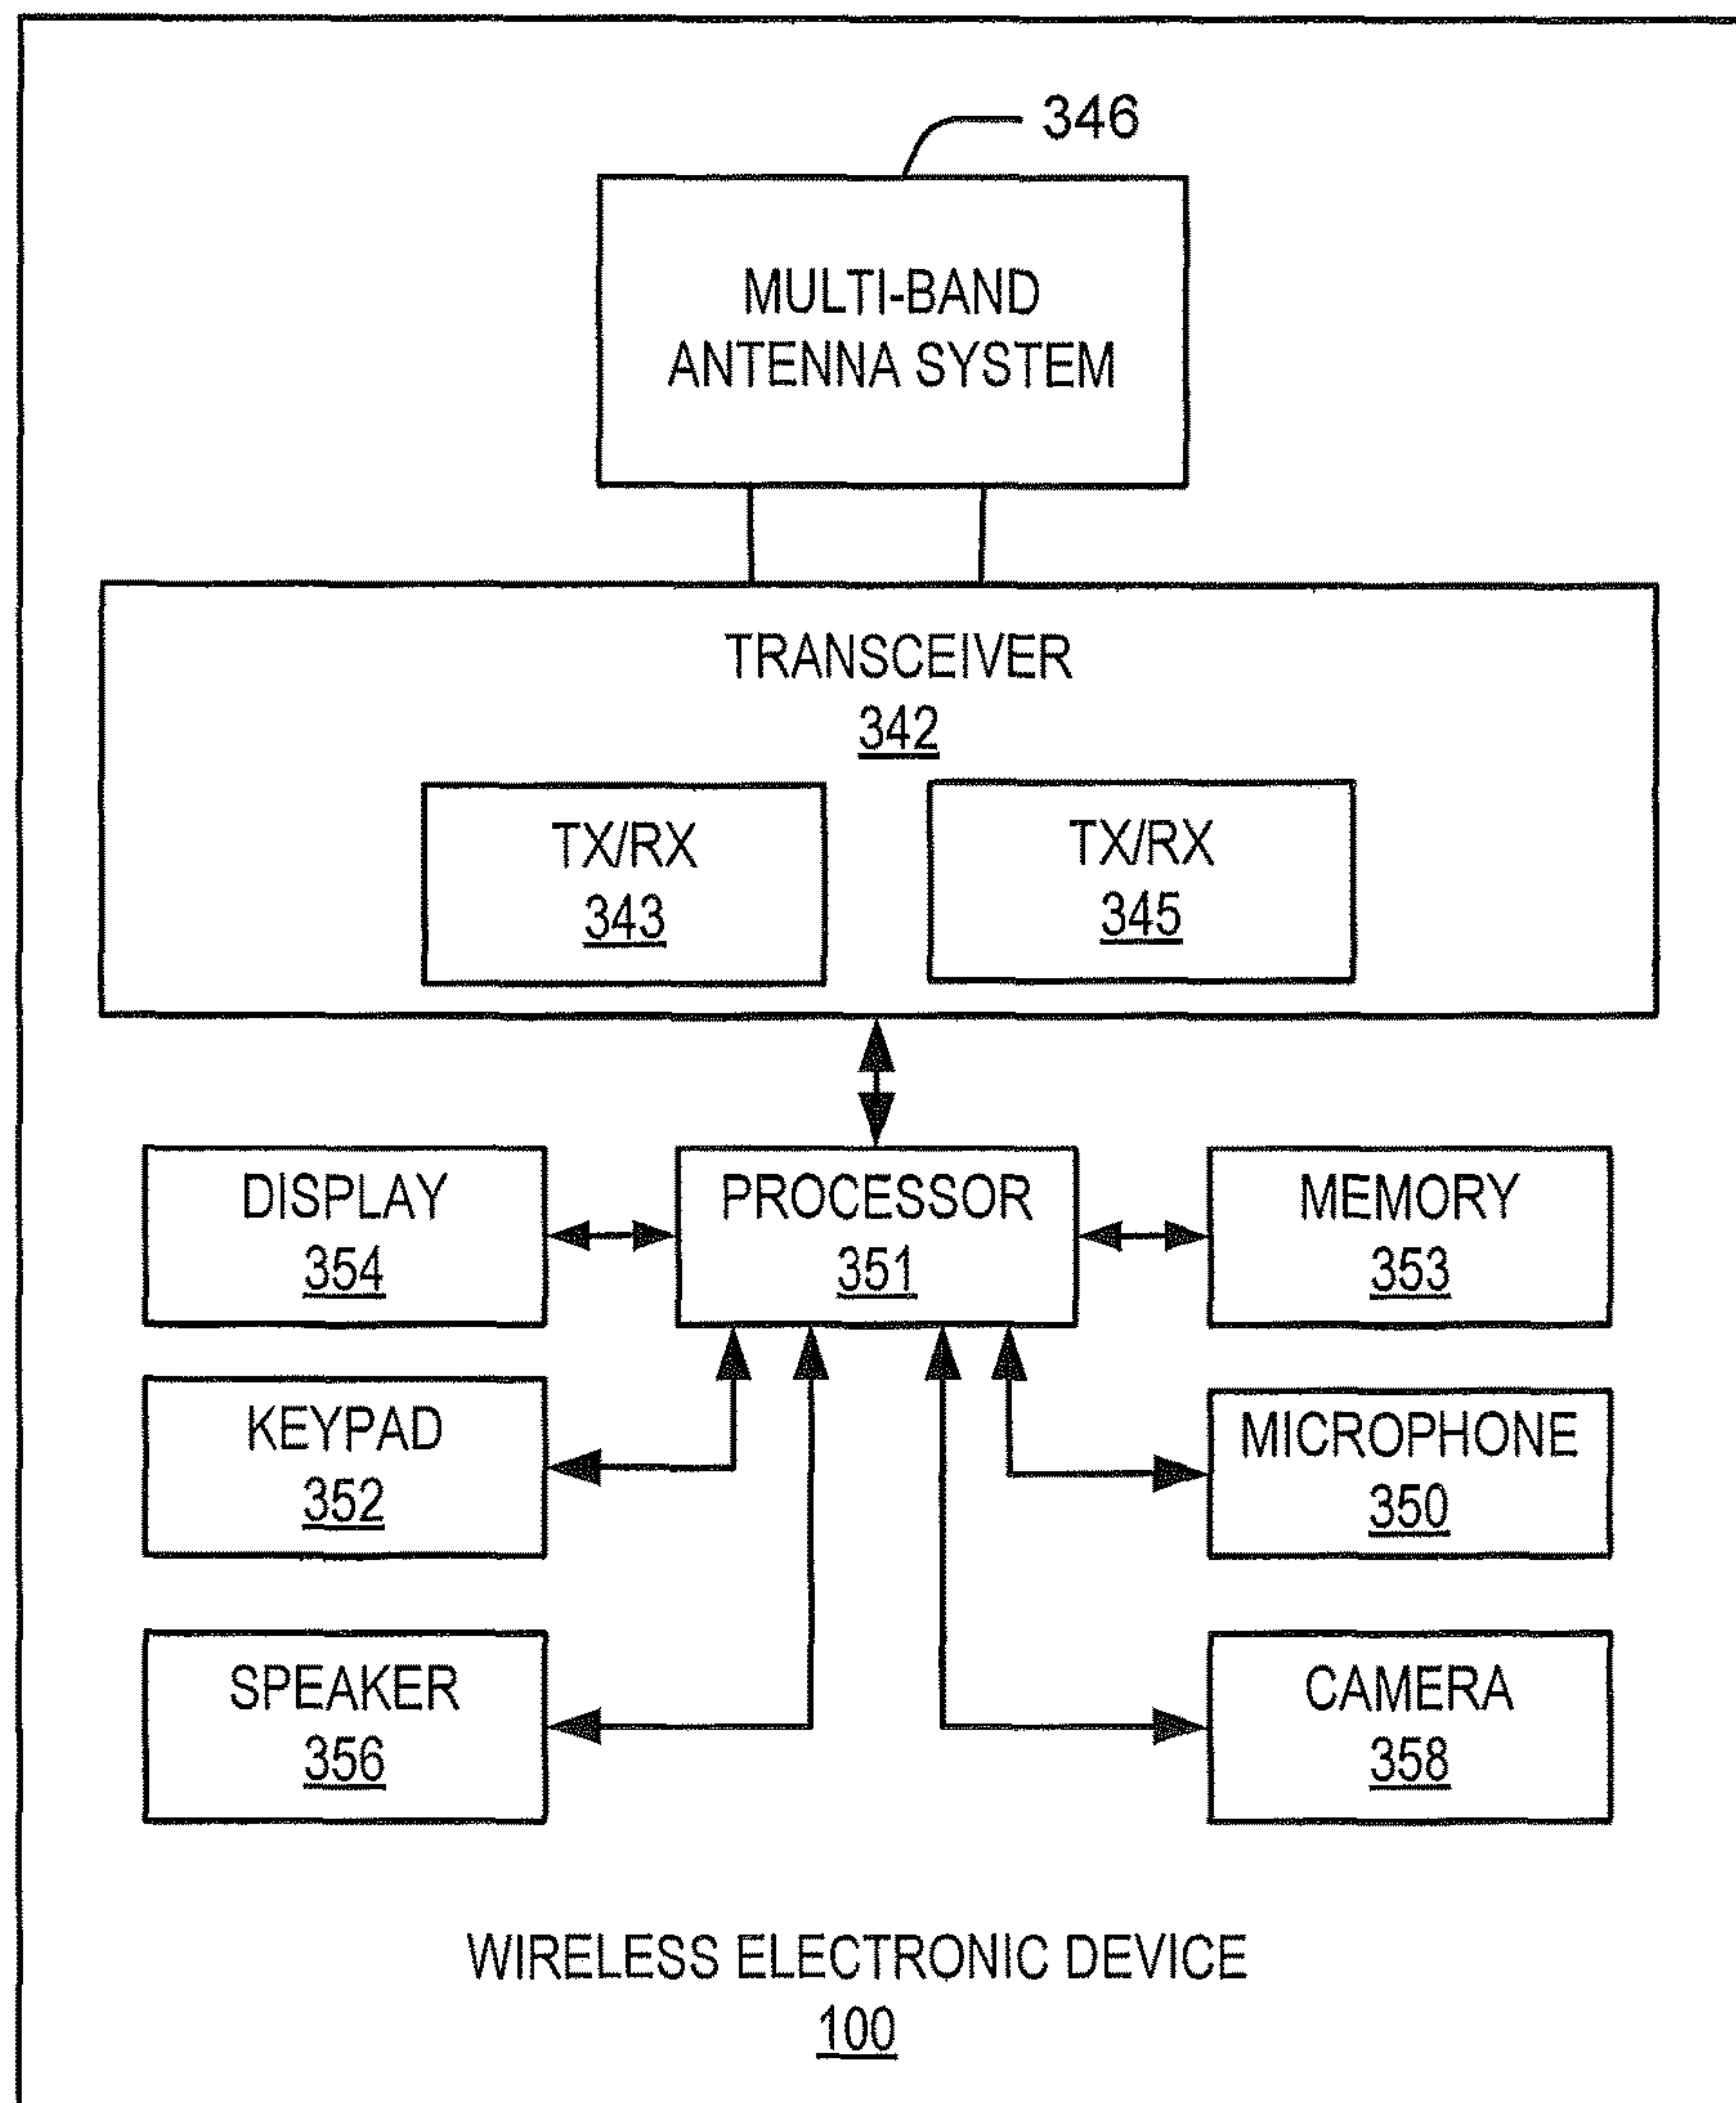 346
MULTI-BAND
ANTENNA SYSTEM
TRANSCEIVER
342
TX/RX
343
TX/RX
345
DISPLAY
354
PROCESSOR
351
MEMORY
353
KEYPAD
352
MICROPHONE
350
SPEAKER
356
CAMERA
358
WIRELESS ELECTRONIC DEVICE
100